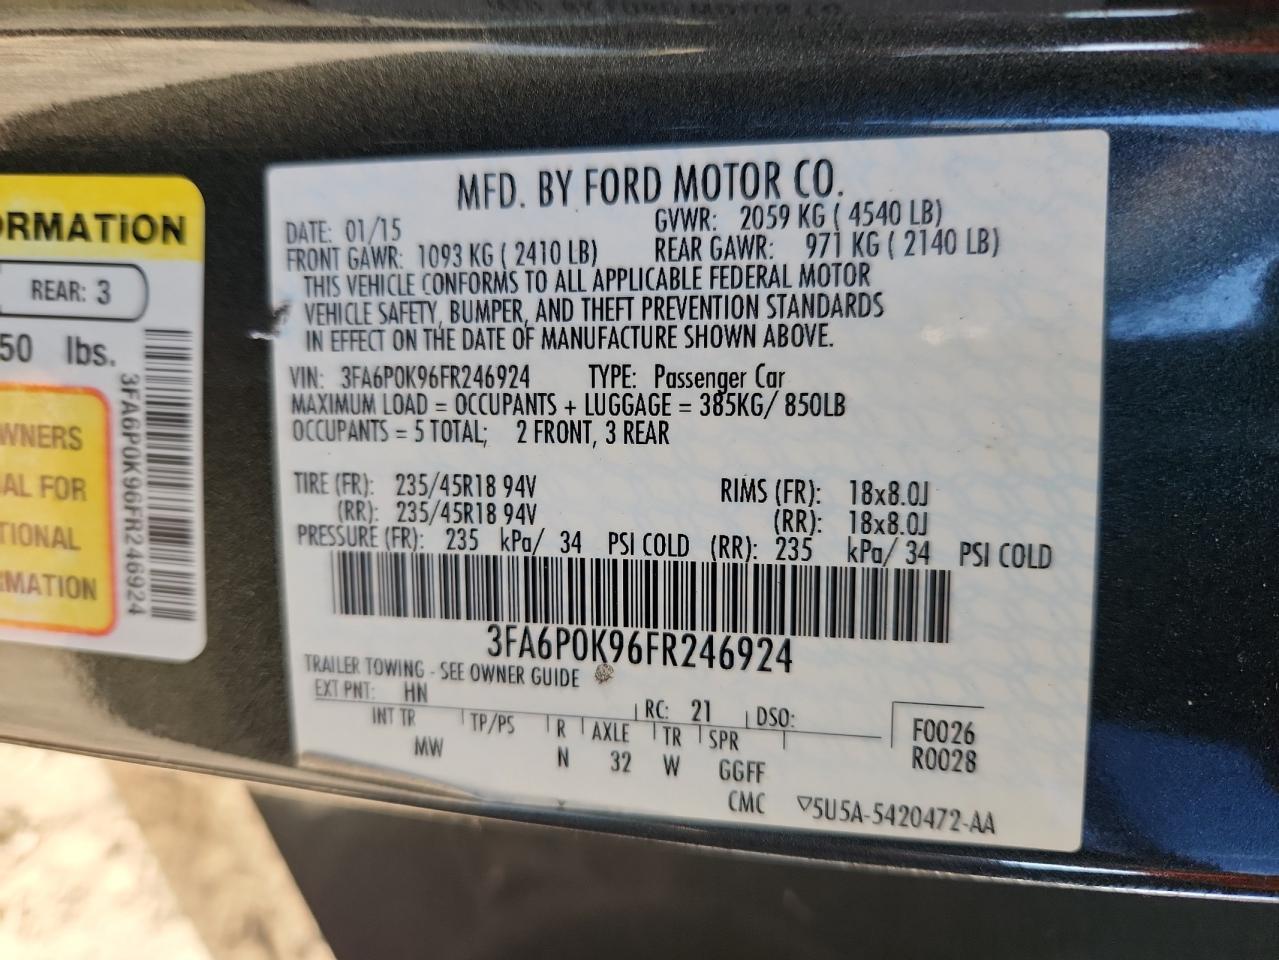 MFD. BY FORD MOTOR CO.
DATE: 01/15 GVWR: 2059 KG ( 4540 LB)
FRONT GAWR: 1093 KG ( 2410 LB) REAR GAWR: 971 KG ( 2140 LB)
THIS VEHICLE CONFORMS TO ALL APPLICABLE FEDERAL MOTOR
VEHICLE SAFETY, BUMPER, AND THEFT PREVENTION STANDARDS
IN EFFECT ON THE DATE OF MANUFACTURE SHOWN ABOVE.
VIN: 3FA6P0K96FR246924 TYPE: Passenger Car
MAXIMUM LOAD = OCCUPANTS + LUGGAGE = 385KG/ 850LB
OCCUPANTS = 5 TOTAL; 2 FRONT, 3 REAR
TIRE (FR): 235/45R18 94V RIMS (FR): 18x8.0J
(RR): 235/45R18 94V (RR): 18x8.0J
PRESSURE (FR): 235 kPa/ 34 PSI COLD (RR): 235 kPa/ 34 PSI COLD
3FA6P0K96FR246924
TRAILER TOWING - SEE OWNER GUIDE
EXT PNT: HN RC: 21 DSO:
INT TR TP/PS R AXLE TR SPR F0026
MW N 32 W GGFF R0028
CMC ▽5U5A-5420472-AA
ORMATION
REAR: 3
50 lbs.
3FA6P0K96FR246924
WNERS
AL FOR
TIONAL
RMATION